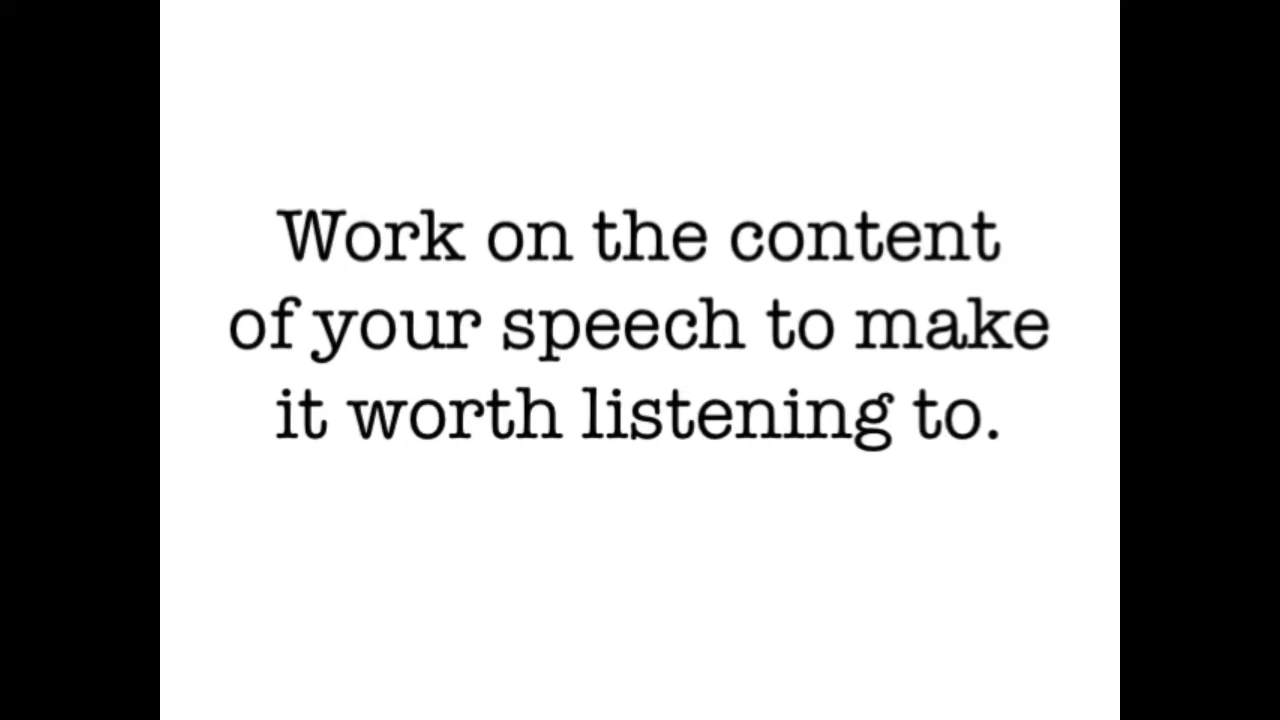 Work on the content
of your speech to make
it worth listening to.